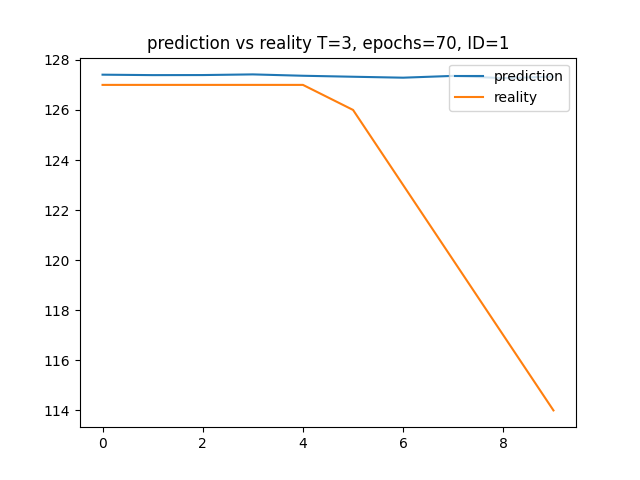 prediction vs reality T=3, epochs=70, ID=1
128
126
124
122
120
118
116
114
prediction
reality
0 2 4 6 8